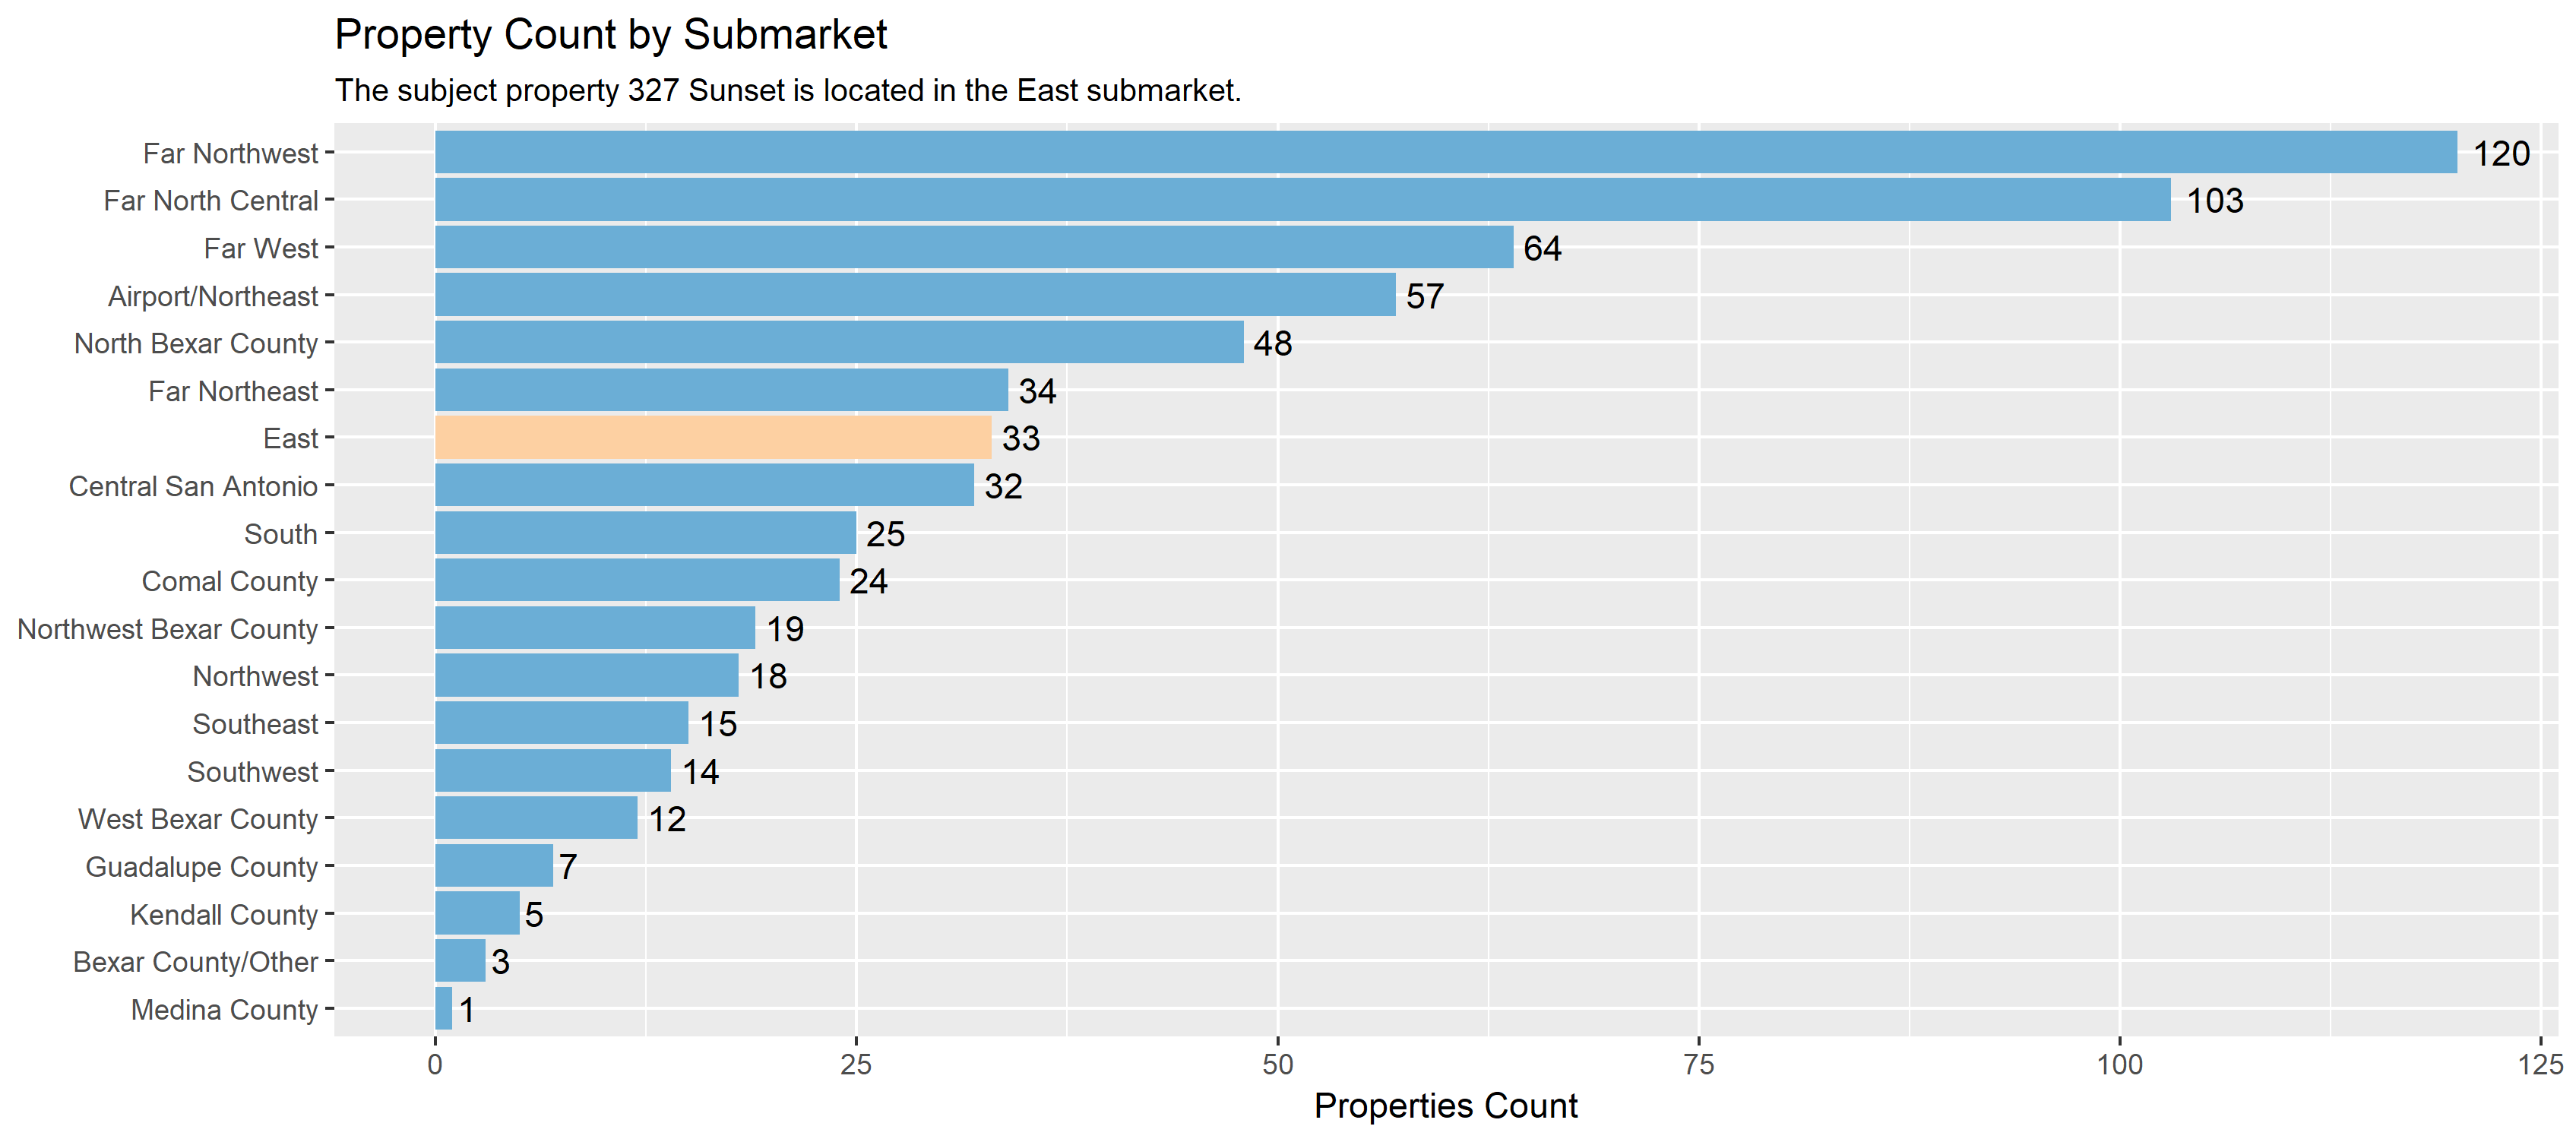 Property Count by Submarket
The subject property 327 Sunset is located in the East submarket.
Far Northwest 120
Far North Central 103
Far West 64
Airport/Northeast 57
North Bexar County 48
Far Northeast 34
East 33
Central San Antonio 32
South 25
Comal County 24
Northwest Bexar County 19
Northwest 18
Southeast 15
Southwest 14
West Bexar County 12
Guadalupe County 7
Kendall County 5
Bexar County/Other 3
Medina County 1
0 25 50 75 100 125
Properties Count